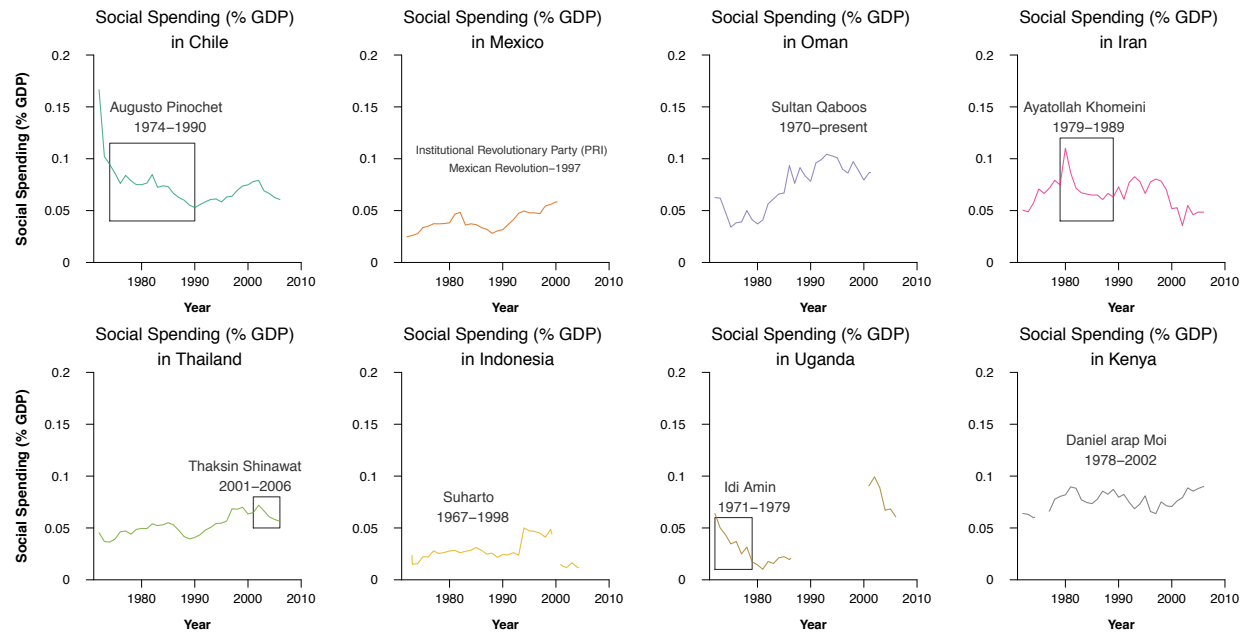 Social Spending (% GDP)
in Chile
Social Spending (% GDP)
0.2
0.15
0.1
0.05
0
Augusto Pinochet
1974–1990
1980
1990
2000
2010
Year
Social Spending (% GDP)
in Mexico
0.2
0.15
0.1
0.05
0
Institutional Revolutionary Party (PRI)
Mexican Revolution–1997
1980
1990
2000
2010
Year
Social Spending (% GDP)
in Oman
0.2
0.15
0.1
0.05
0
Sultan Qaboos
1970–present
1980
1990
2000
2010
Year
Social Spending (% GDP)
in Iran
0.2
0.15
0.1
0.05
0
Ayatollah Khomeini
1979–1989
1980
1990
2000
2010
Year
Social Spending (% GDP)
in Thailand
Social Spending (% GDP)
0.2
0.15
0.1
0.05
0
Thaksin Shinawat
2001–2006
1980
1990
2000
2010
Year
Social Spending (% GDP)
in Indonesia
0.2
0.15
0.1
0.05
0
Suharto
1967–1998
1980
1990
2000
2010
Year
Social Spending (% GDP)
in Uganda
0.2
0.15
0.1
0.05
0
Idi Amin
1971–1979
1980
1990
2000
2010
Year
Social Spending (% GDP)
in Kenya
0.2
0.15
0.1
0.05
0
Daniel arap Moi
1978–2002
1980
1990
2000
2010
Year